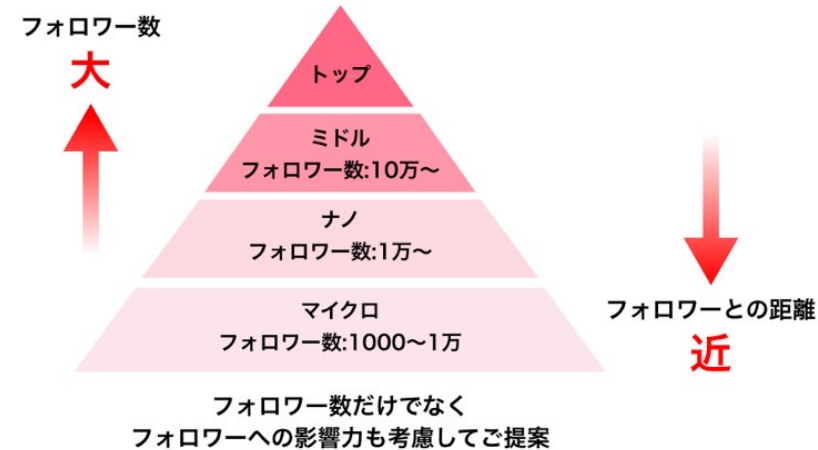 フォロワー数
大
トップ
ミドル
フォロワー数:10万〜
ナノ
フォロワー数:1万〜
マイクロ
フォロワー数:1000〜1万
フォロワーとの距離
近
フォロワー数だけでなく
フォロワーへの影響力も考慮してご提案